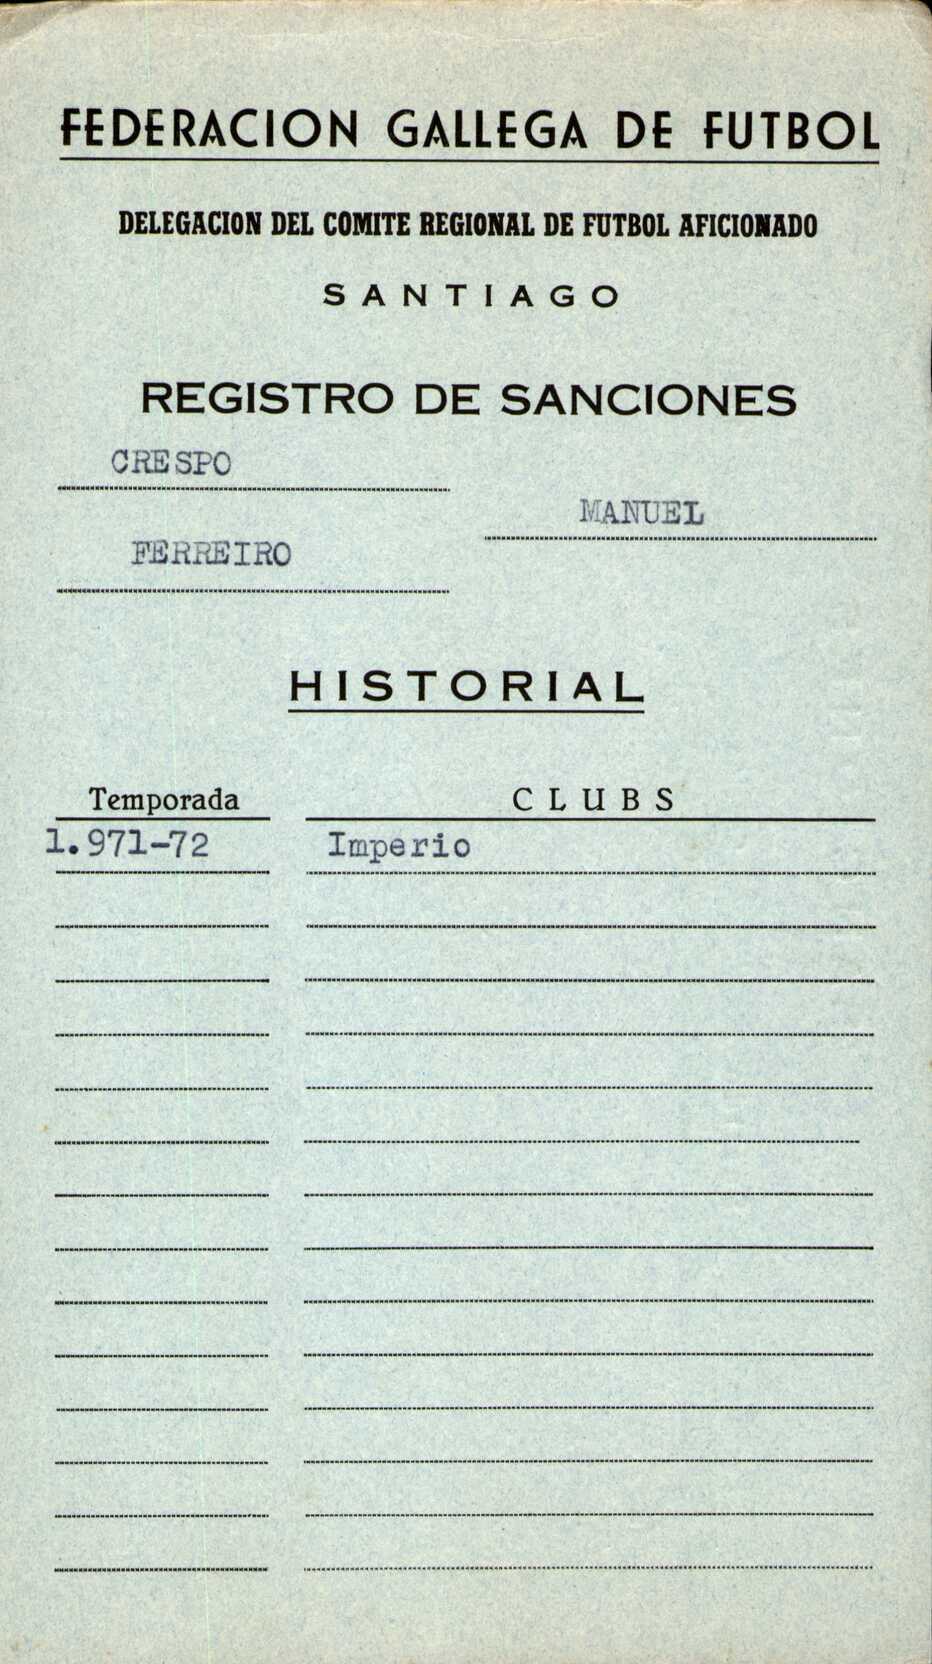 FEDERACION GALLEGA DE FUTBOL
DELEGACION DEL COMITE REGIONAL DE FUTBOL AFICIONADO
SANTIAGO
REGISTRO DE SANCIONES
CRESPO
MANUEL
FERREIRO
HISTORIAL
Temporada CLUBS
1.971-72 Imperio